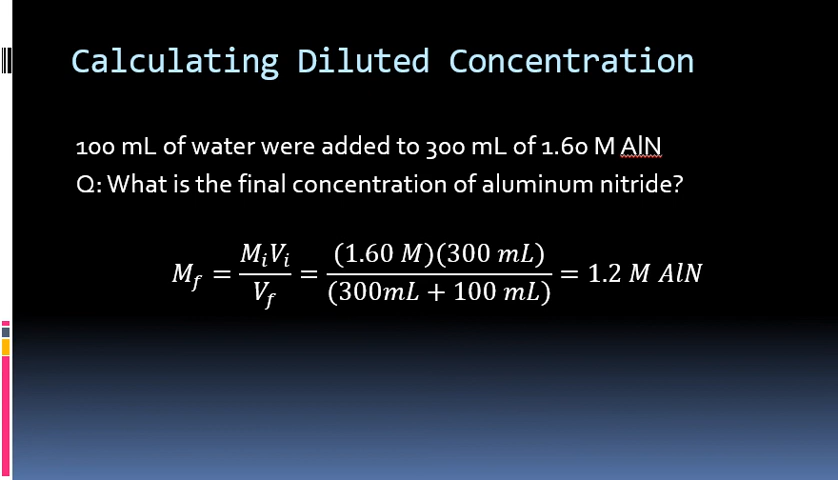 Calculating Diluted Concentration
100 mL of water were added to 300 mL of 1.60 M AlN
Q: What is the final concentration of aluminum nitride?
M_f = M_iV_i / V_f = (1.60 M)(300 mL) / (300mL + 100 mL) = 1.2 M AlN